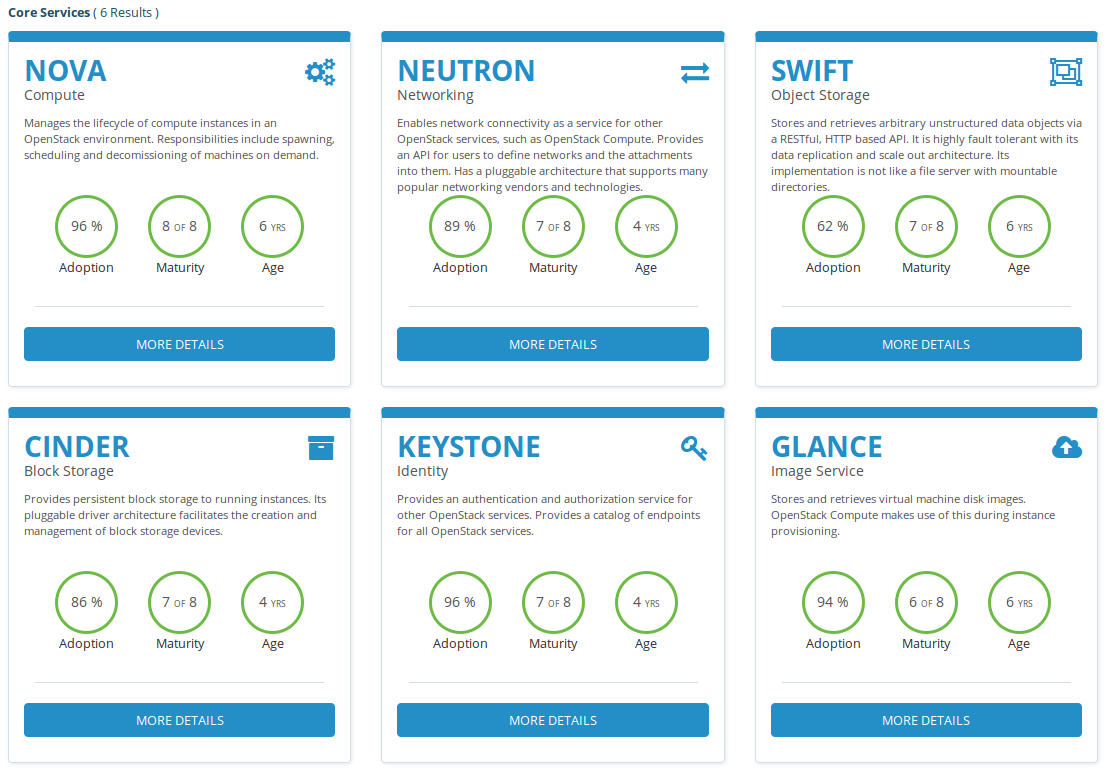 Core Services ( 6 Results )
NOVA
Compute
Manages the lifecycle of compute instances in an
OpenStack environment. Responsibilities include spawning,
scheduling and decomissioning of machines on demand.
96 %
8 OF 8
6 YRS
Adoption
Maturity
Age
MORE DETAILS
NEUTRON
Networking
Enables network connectivity as a service for other
OpenStack services, such as OpenStack Compute. Provides
an API for users to define networks and the attachments
into them. Has a pluggable architecture that supports many
popular networking vendors and technologies.
89 %
7 OF 8
4 YRS
Adoption
Maturity
Age
MORE DETAILS
SWIFT
Object Storage
Stores and retrieves arbitrary unstructured data objects via
a RESTful, HTTP based API. It is highly fault tolerant with its
data replication and scale out architecture. Its
implementation is not like a file server with mountable
directories.
62 %
7 OF 8
6 YRS
Adoption
Maturity
Age
MORE DETAILS
CINDER
Block Storage
Provides persistent block storage to running instances. Its
pluggable driver architecture facilitates the creation and
management of block storage devices.
86 %
7 OF 8
4 YRS
Adoption
Maturity
Age
MORE DETAILS
KEYSTONE
Identity
Provides an authentication and authorization service for
other OpenStack services. Provides a catalog of endpoints
for all OpenStack services.
96 %
7 OF 8
4 YRS
Adoption
Maturity
Age
MORE DETAILS
GLANCE
Image Service
Stores and retrieves virtual machine disk images.
OpenStack Compute makes use of this during instance
provisioning.
94 %
6 OF 8
6 YRS
Adoption
Maturity
Age
MORE DETAILS